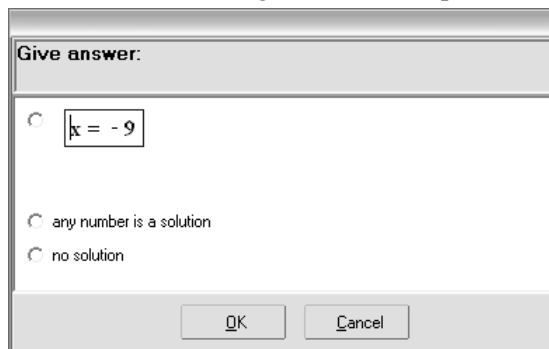 Give answer:
x = - 9
any number is a solution
no solution
OK
Cancel